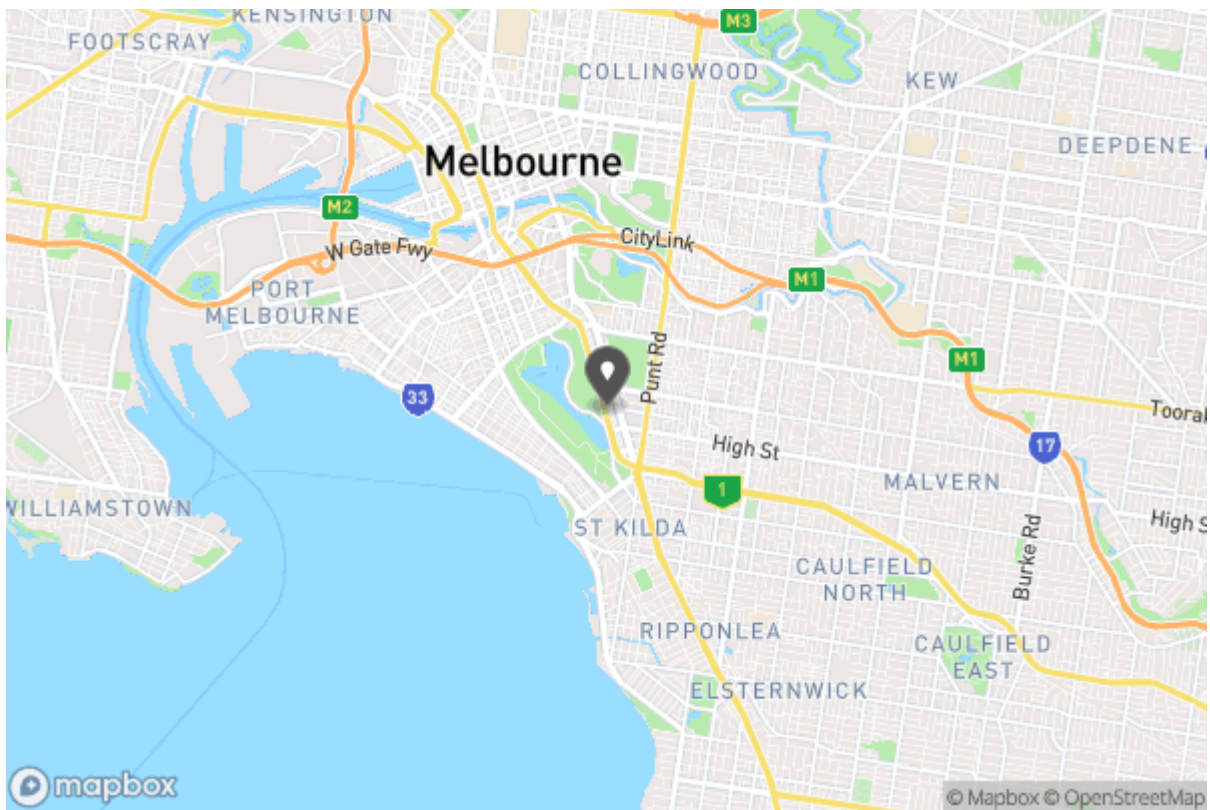 KENSINGTON
FOOTSCRAY
M3
COLLINGWOOD
KEW
DEEPDENE
Melbourne
M2
CityLink
W Gate Fwy
M1
PORT
MELBOURNE
Punt Rd
M1
33
Toorak
High St
17
MALVERN
1
WILLIAMSTOWN
ST KILDA
High S
Burke Rd
CAULFIELD
NORTH
RIPPONLEA
CAULFIELD
EAST
ELSTERNWICK
mapbox
© Mapbox © OpenStreetMap